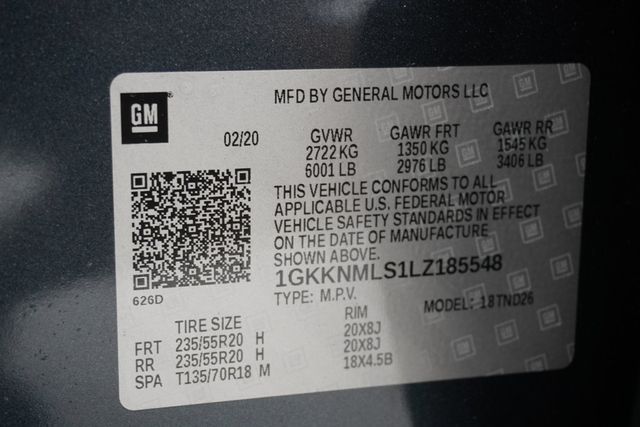 GM
MFD BY GENERAL MOTORS LLC
02/20 GVWR GAWR FRT GAWR RR
2722 KG 1350 KG 1545 KG
6001 LB 2976 LB 3406 LB
THIS VEHICLE CONFORMS TO ALL
APPLICABLE U.S. FEDERAL MOTOR
VEHICLE SAFETY STANDARDS IN EFFECT
ON THE DATE OF MANUFACTURE
SHOWN ABOVE.
1GKKNMLS1LZ185548
626D
TYPE: M.P.V. MODEL: 18TND26
TIRE SIZE RIM
FRT 235/55R20 H 20X8J
RR 235/55R20 H 20X8J
SPA T135/70R18 M 18X4.5B